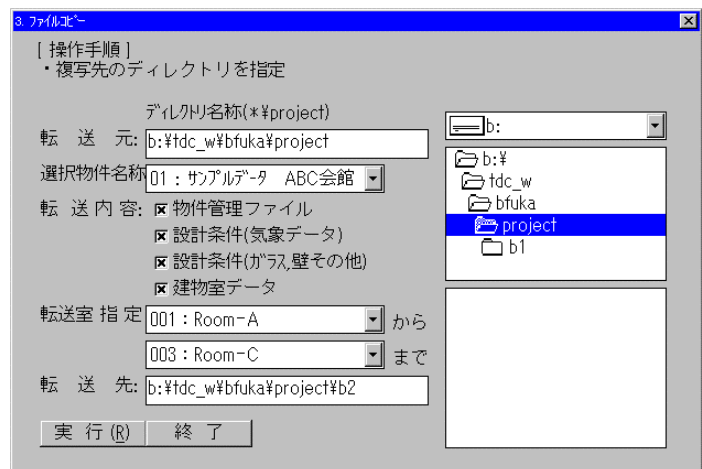 3. ﾌｧｲﾙｺﾋﾟｰ
[ 操作手順 ]
・複写先のディレクトリを指定
ﾃﾞｨﾚｸﾄﾘ名称(*¥project)
転 送 元: b:¥tdc_w¥bfuka¥project
選択物件名称 01 : ｻﾝﾌﾟﾙﾃﾞｰﾀ ABC会館
転 送 内 容: 物件管理ファイル
設計条件(気象データ)
設計条件(ｶﾞﾗｽ,壁その他)
建物室データ
転送室 指 定 001 : Room-A から
003 : Room-C まで
転 送 先: b:¥tdc_w¥bfuka¥project¥b2
実 行 (R) 終 了
b:
b:¥
tdc_w
bfuka
project
b1